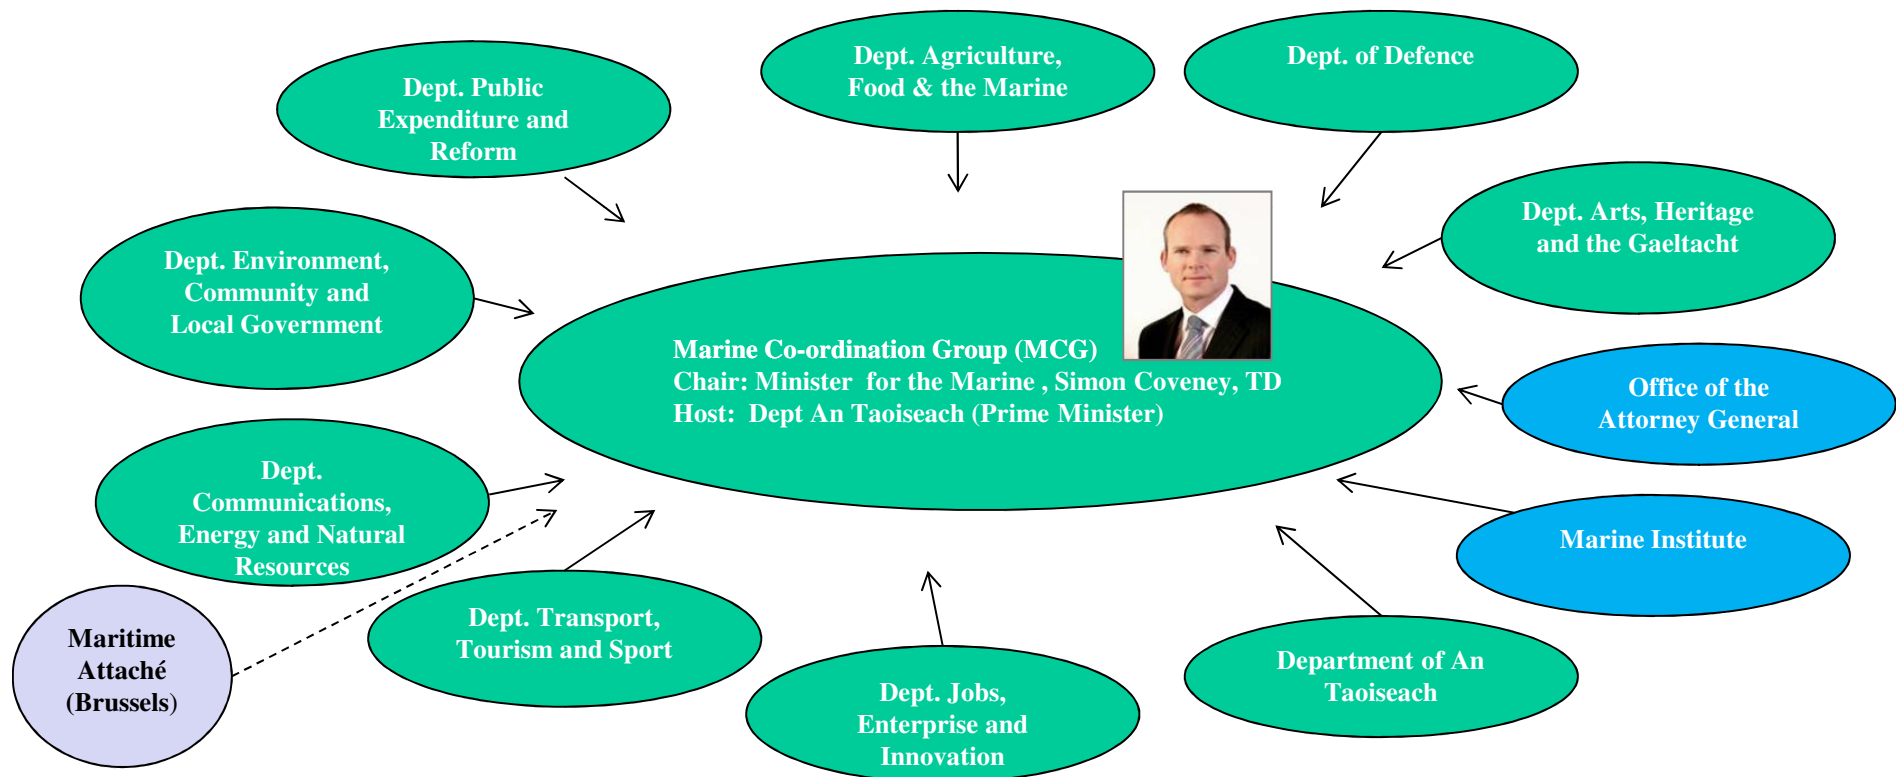 Dept. Public
Expenditure and
Reform
Dept. Agriculture,
Food & the Marine
Dept. of Defence
Dept. Arts, Heritage
and the Gaeltacht
Dept. Environment,
Community and
Local Government
Marine Co-ordination Group (MCG)
Chair: Minister for the Marine , Simon Coveney, TD
Host: Dept An Taoiseach (Prime Minister)
Office of the
Attorney General
Dept.
Communications,
Energy and Natural
Resources
Marine Institute
Maritime
Attaché
(Brussels)
Dept. Transport,
Tourism and Sport
Dept. Jobs,
Enterprise and
Innovation
Department of An
Taoiseach